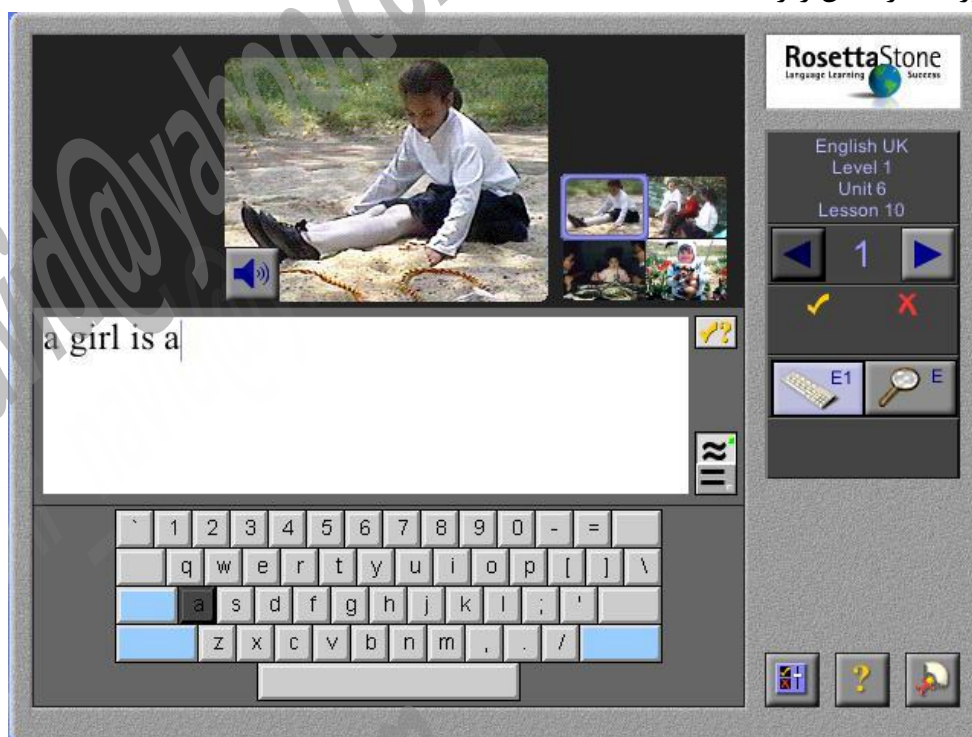 RosettaStone
Language Learning Success
English UK
Level 1
Unit 6
Lesson 10
1
E1 E
a girl is a
` 1 2 3 4 5 6 7 8 9 0 - =
q w e r t y u i o p [ ] \
a s d f g h j k l ; '
z x c v b n m , . /
?